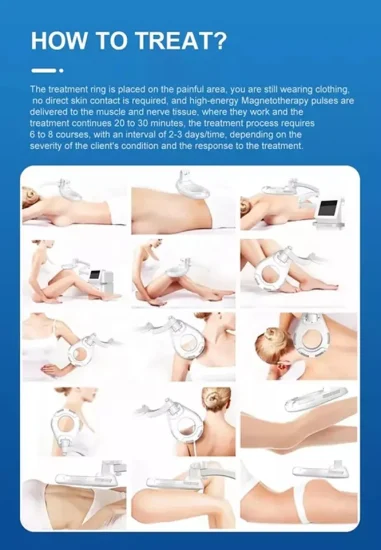 HOW TO TREAT?
The treatment ring is placed on the painful area, you are still wearing clothing,
no direct skin contact is required, and high-energy Magnetotherapy pulses are
delivered to the muscle and nerve tissue, where they work and the
treatment continues 20 to 30 minutes, the treatment process requires
6 to 8 courses, with an interval of 2-3 days/time, depending on the
severity of the client's condition and the response to the treatment.